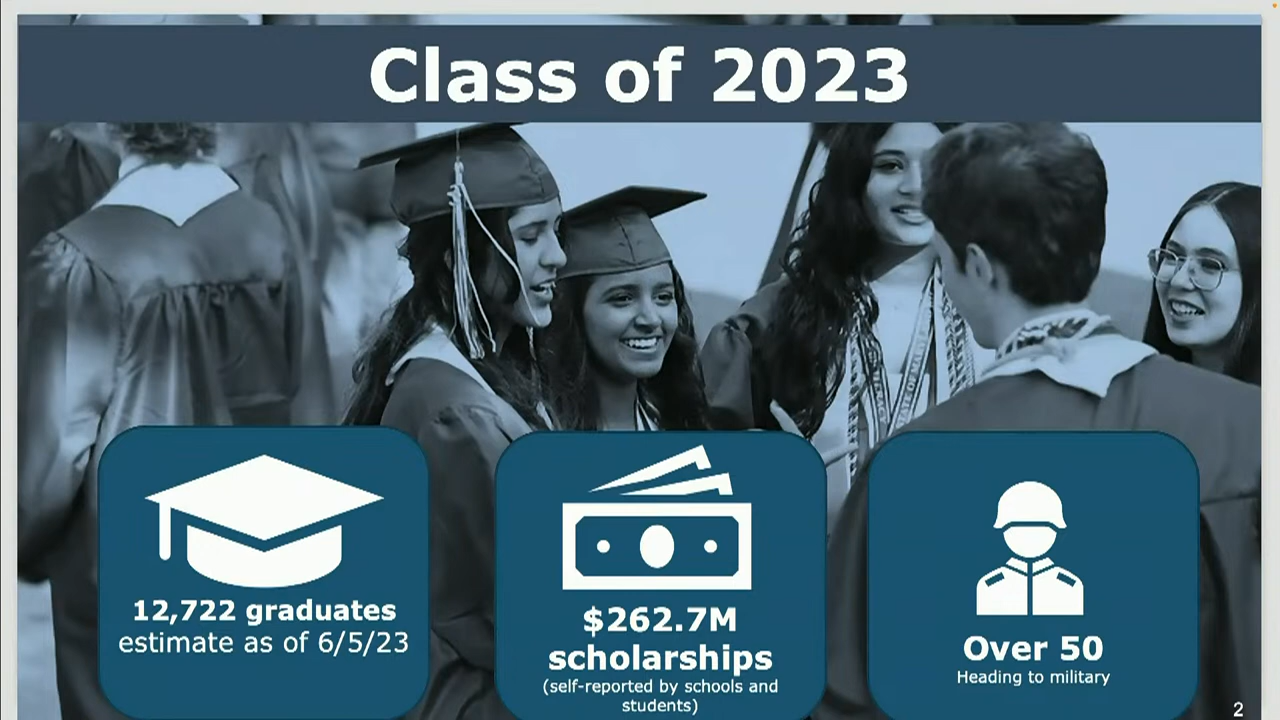 Class of 2023
12,722 graduates
estimate as of 6/5/23
$262.7M
scholarships
(self-reported by schools and
students)
Over 50
Heading to military
2